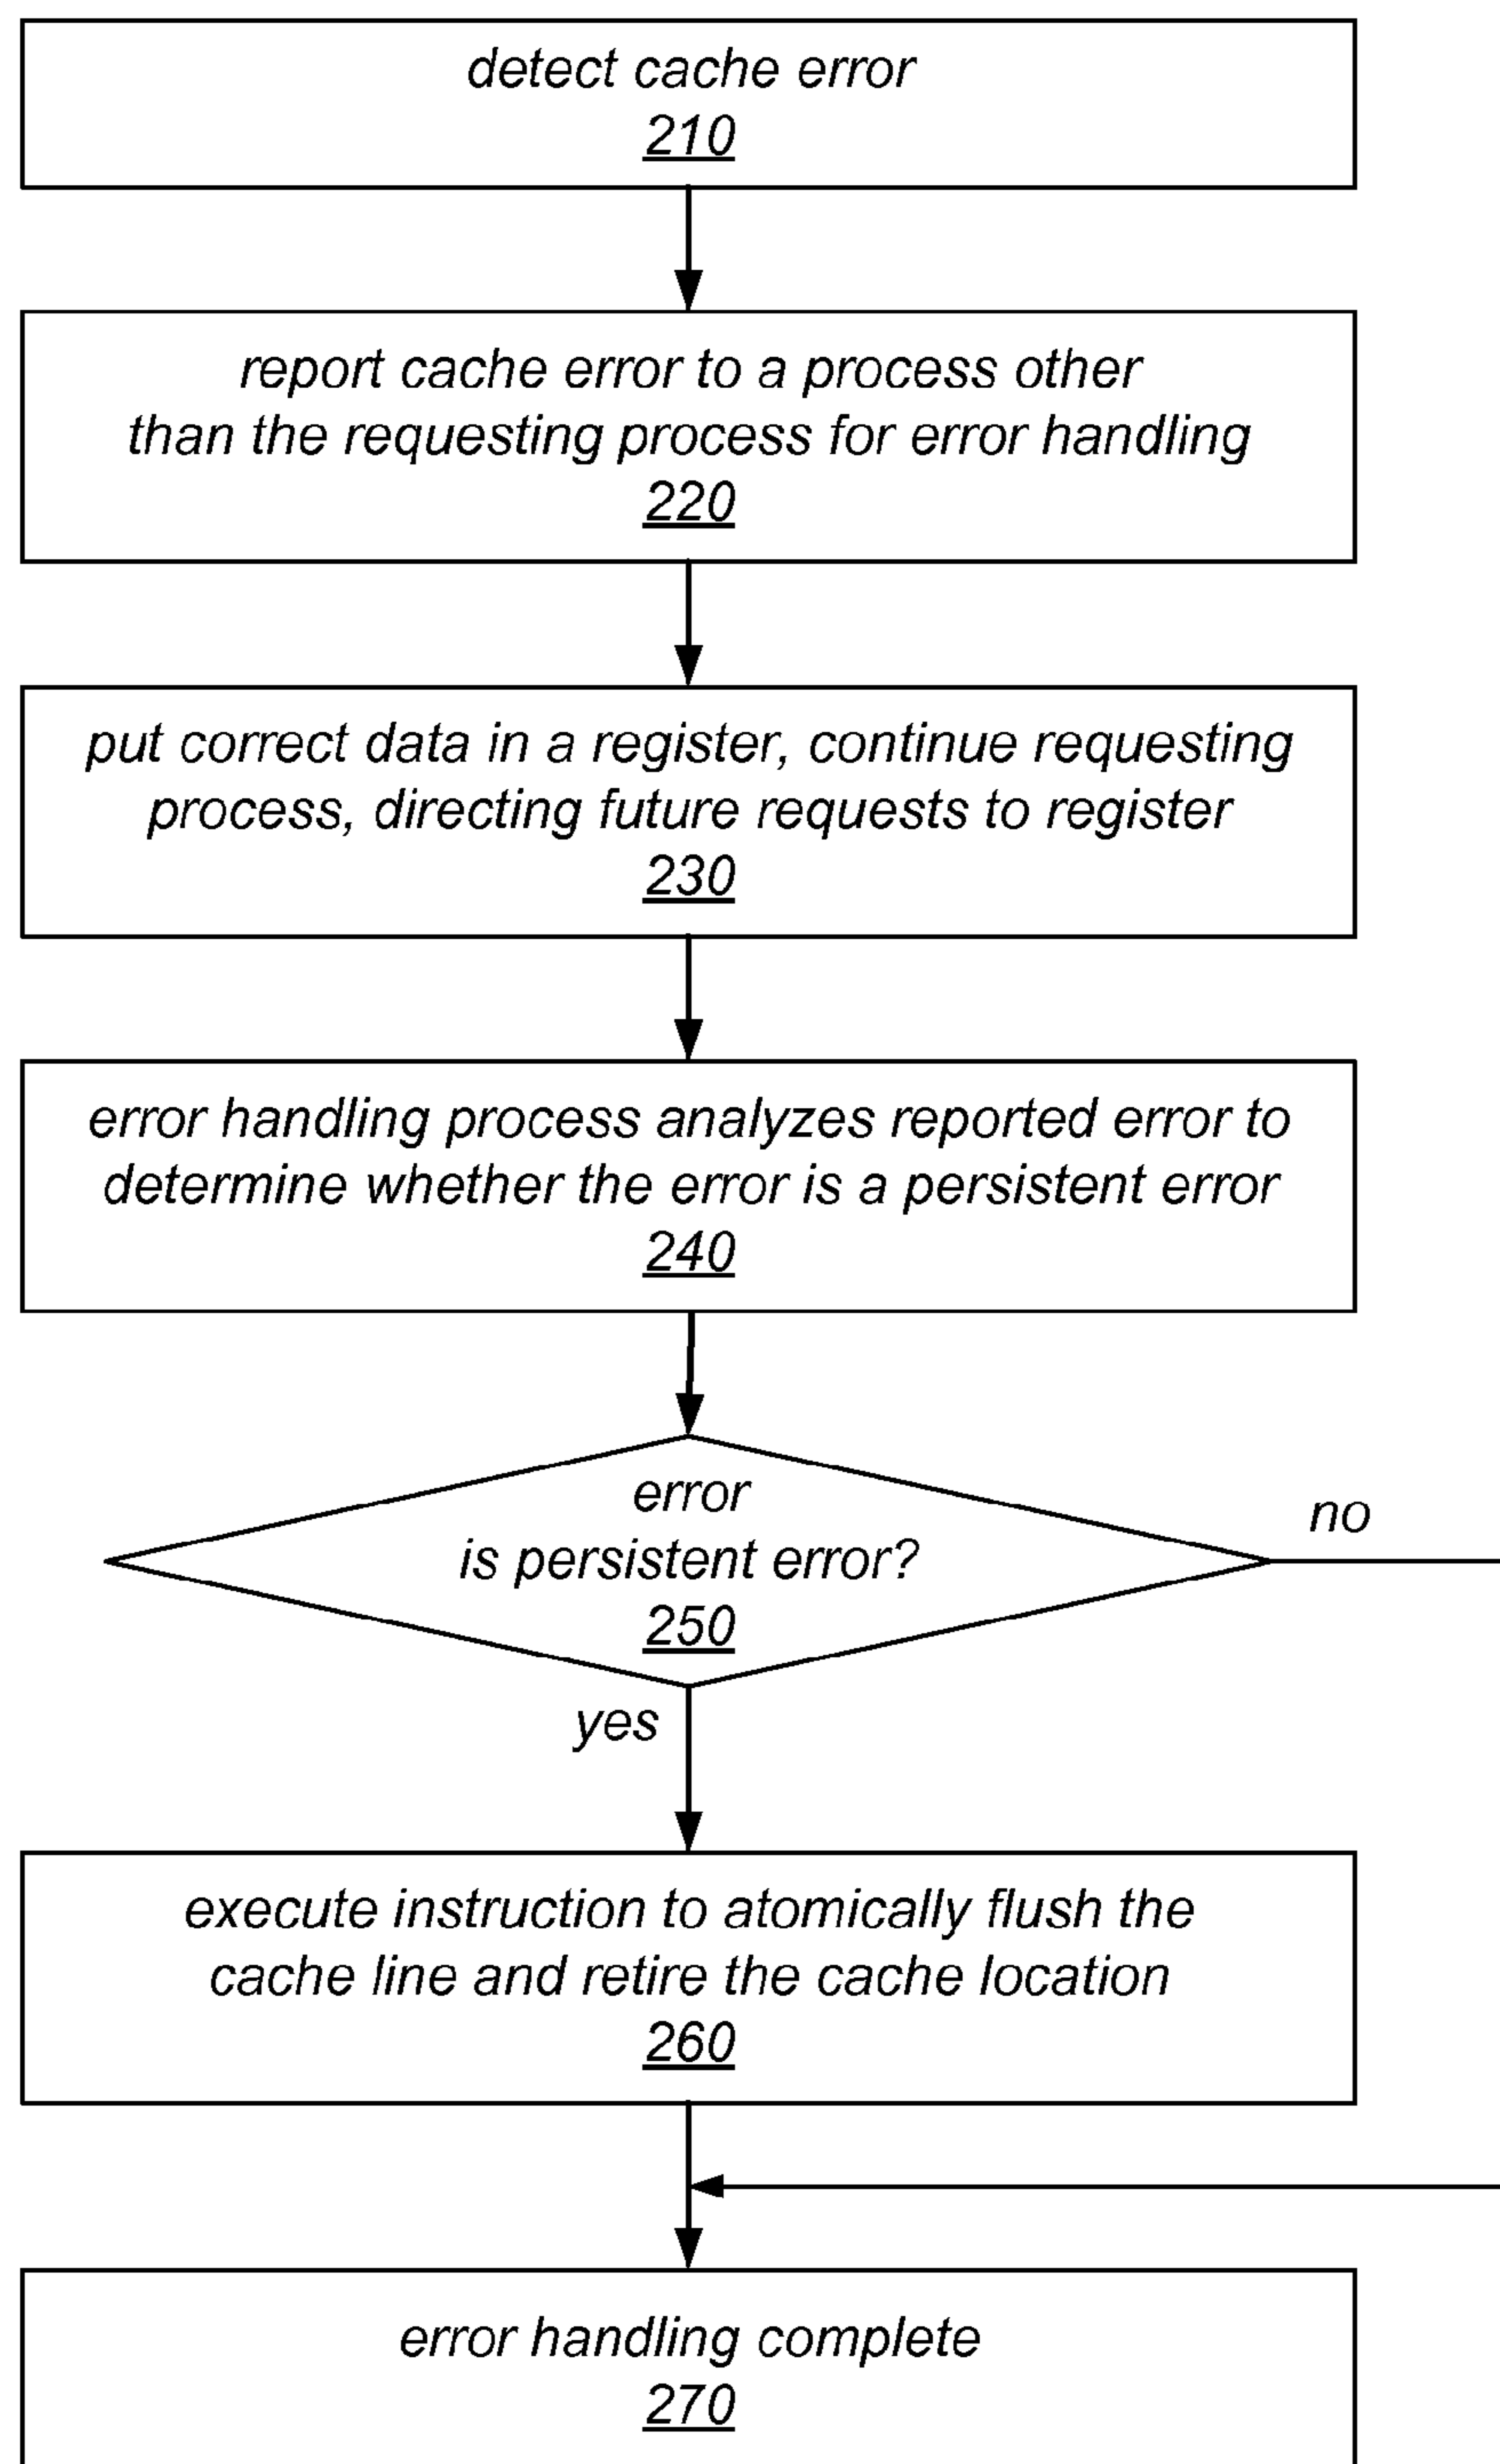 detect cache error
210
report cache error to a process other
than the requesting process for error handling
220
put correct data in a register, continue requesting
process, directing future requests to register
230
error handling process analyzes reported error to
determine whether the error is a persistent error
240
error
is persistent error?
250
no
yes
execute instruction to atomically flush the
cache line and retire the cache location
260
error handling complete
270